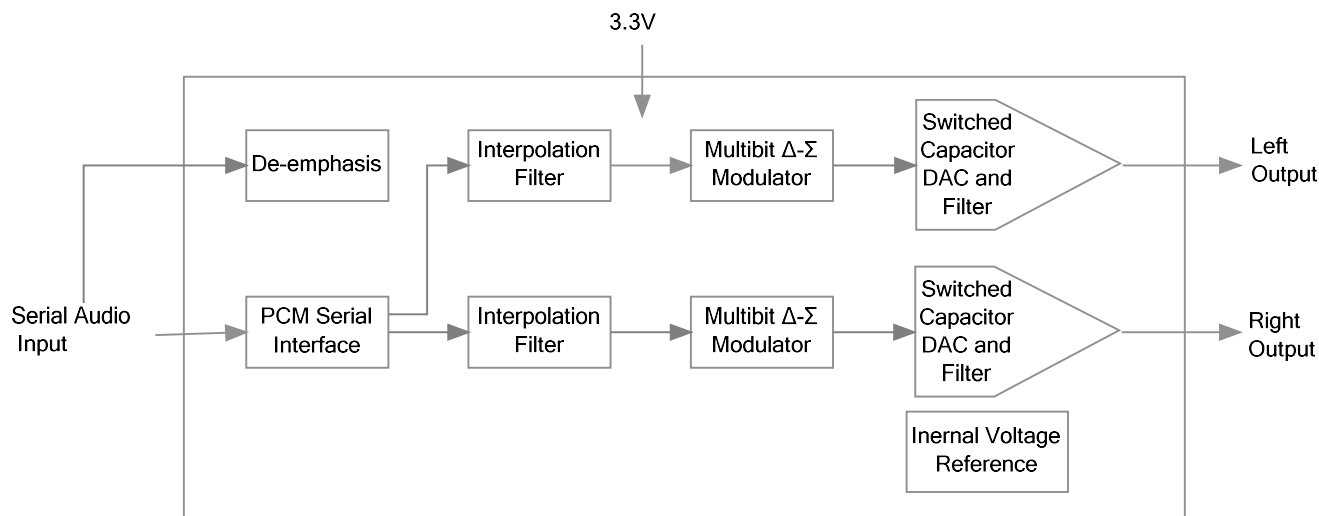 3.3V
De-emphasis
Interpolation
Filter
Multibit Δ-Σ
Modulator
Switched
Capacitor
DAC and
Filter
Left
Output
Serial Audio
Input
PCM Serial
Interface
Interpolation
Filter
Multibit Δ-Σ
Modulator
Switched
Capacitor
DAC and
Filter
Right
Output
Inernal Voltage
Reference